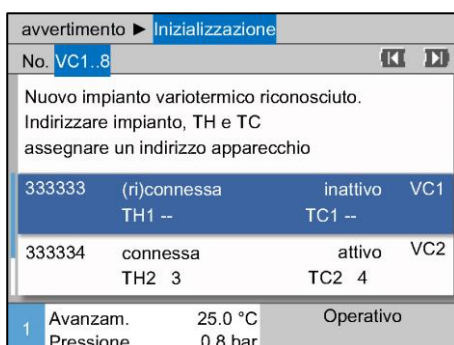 avvertimento ► Inizializzazione
No. VC1..8
Nuovo impianto variotermico riconosciuto.
Indirizzare impianto, TH e TC
assegnare un indirizzo apparecchio
333333 (ri)connessa inattivo VC1
TH1 -- TC1 --
333334 connessa attivo VC2
TH2 3 TC2 4
1 Avanzam. 25.0 °C Operativo
Pressione 0.8 bar